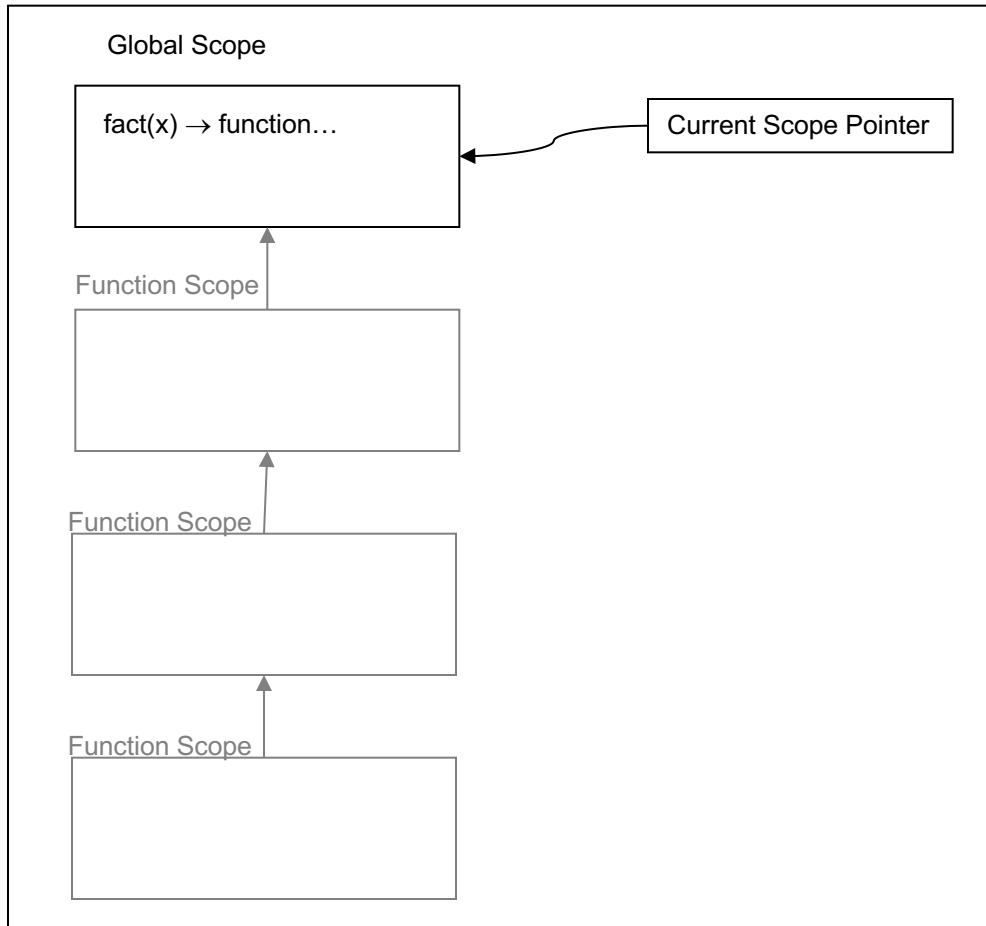 Global Scope
fact(x) → function…
Current Scope Pointer
Function Scope
Function Scope
Function Scope